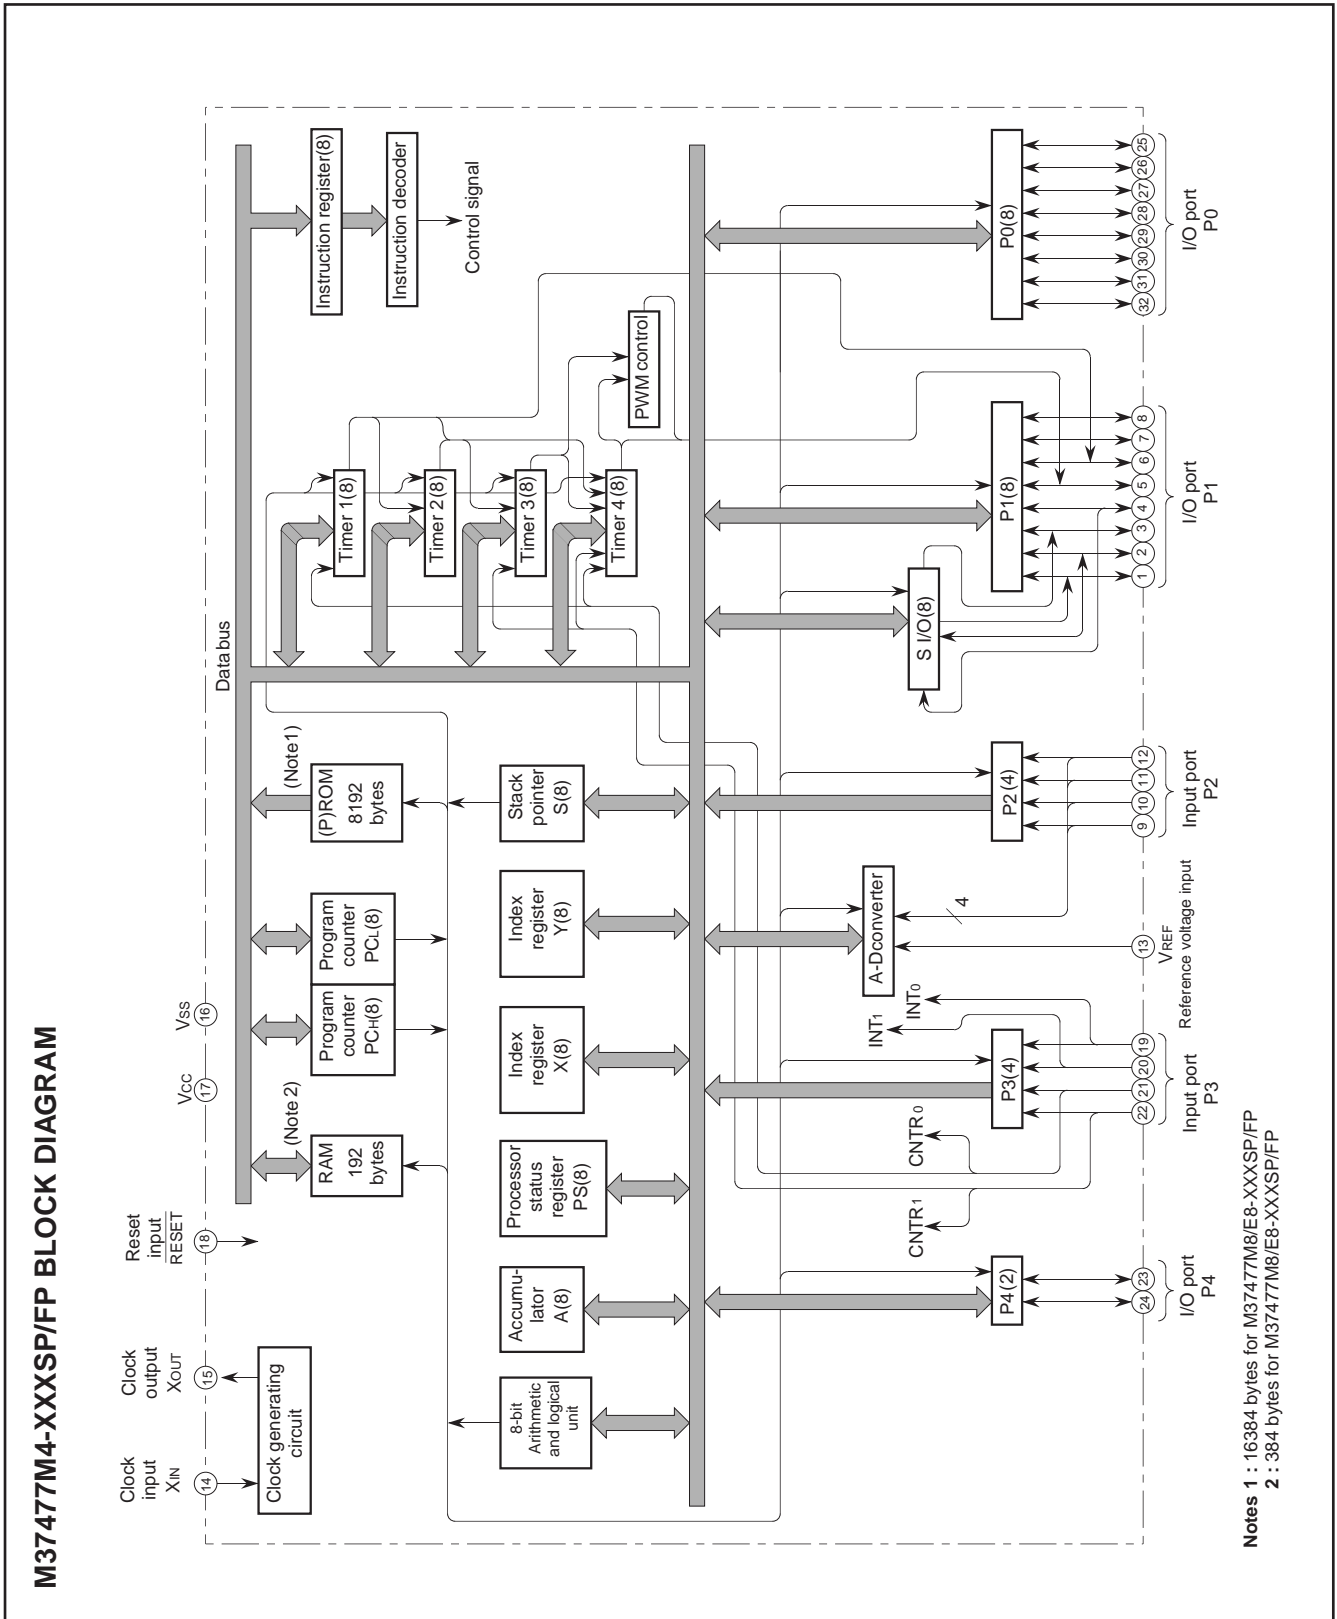 M37477M4-XXXSP/FP BLOCK DIAGRAM
Clock
input
XIN
14
Clock
output
XOUT
15
Reset
input
RESET
18
VCC
17
VSS
16
Clock generating
circuit
Data bus
RAM
192
bytes
(Note 2)
Program
counter
PCH(8)
Program
counter
PCL(8)
(P)ROM
8192
bytes
(Note1)
Instruction register(8)
Instruction decoder
Control signal
Timer 1(8)
Timer 2(8)
Timer 3(8)
Timer 4(8)
PWM control
8-bit
Arithmetic
and logical
unit
Accumu-
lator
A(8)
Processor
status
register
PS(8)
Index
register
X(8)
Index
register
Y(8)
Stack
pointer
S(8)
CNTR1
CNTR0
INT1
INT0
A-Dconverter
4
S I/O(8)
P4(2)
P3(4)
P2(4)
P1(8)
P0(8)
24 23
22 21 20 19
13
9 10 11 12
1 2 3 4 5 6 7 8
32 31 30 29 28 27 26 25
I/O port
P4
Input port
P3
VREF
Reference voltage input
Input port
P2
I/O port
P1
I/O port
P0
Notes 1 : 16384 bytes for M37477M8/E8-XXXSP/FP
2 : 384 bytes for M37477M8/E8-XXXSP/FP